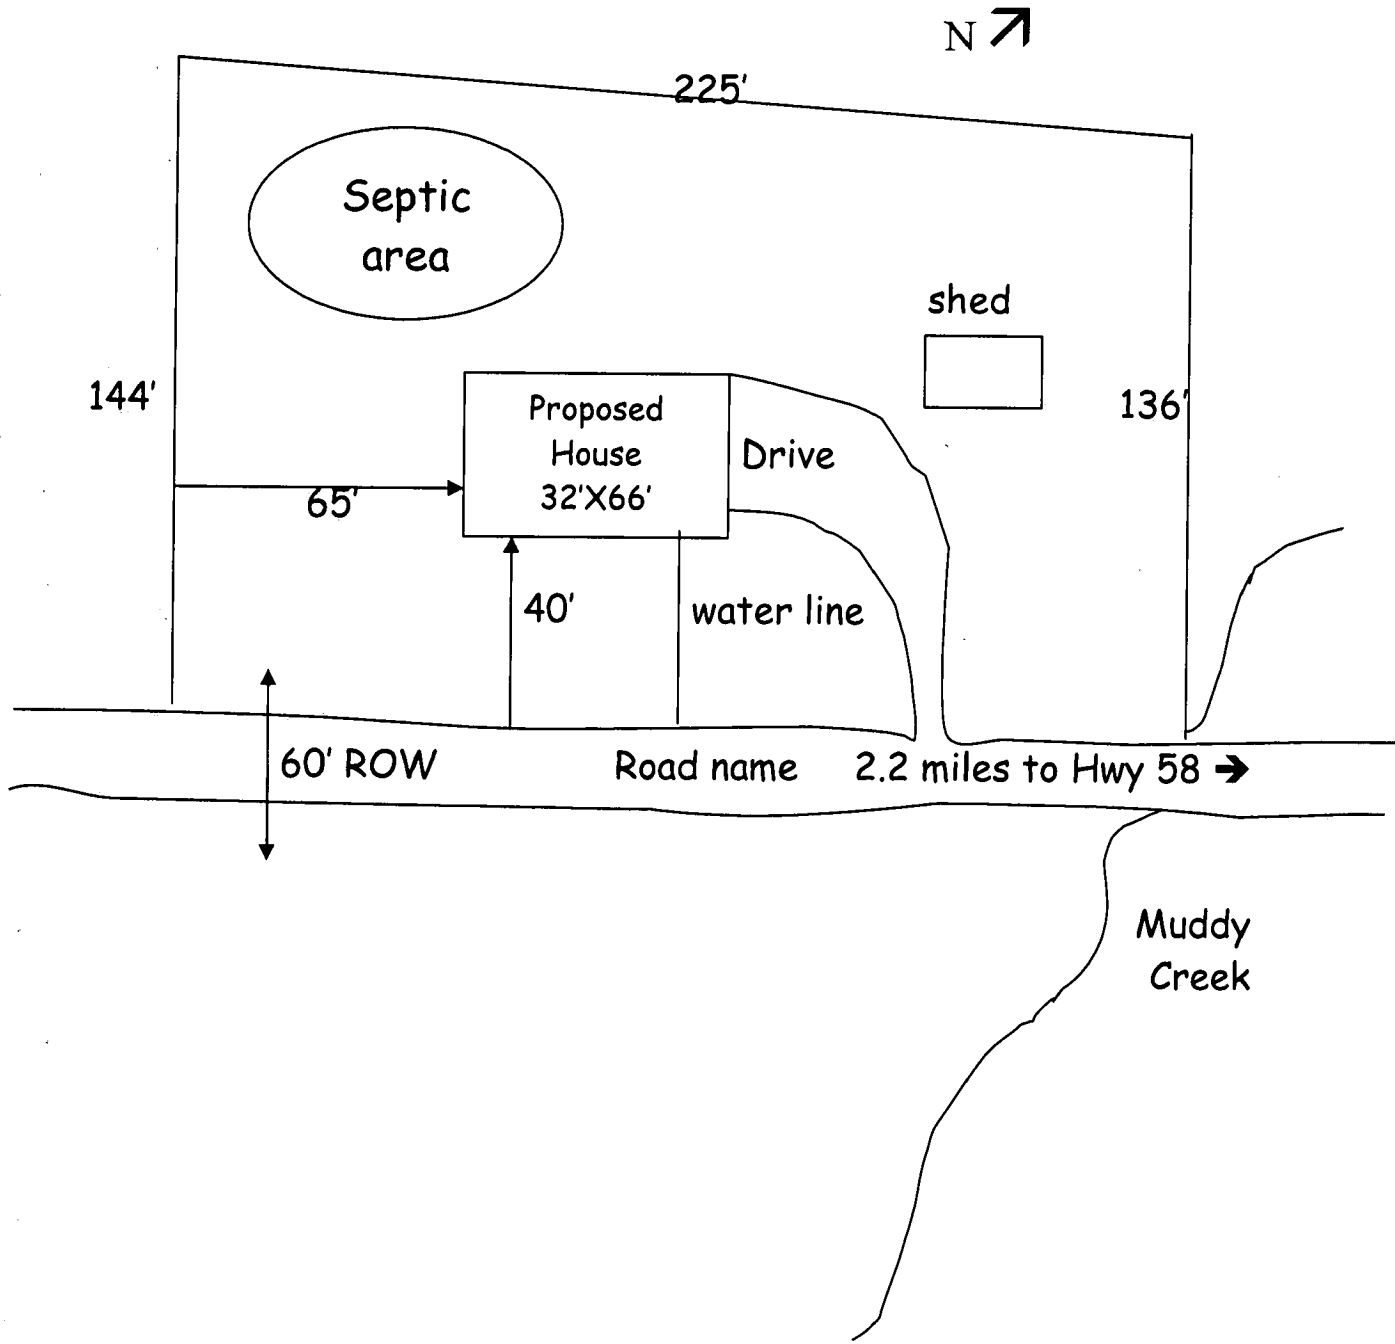 N
225'
Septic
area
shed
144'
136'
Proposed
House
32'X66'
Drive
65'
40'
water line
60' ROW
Road name
2.2 miles to Hwy 58 →
Muddy
Creek